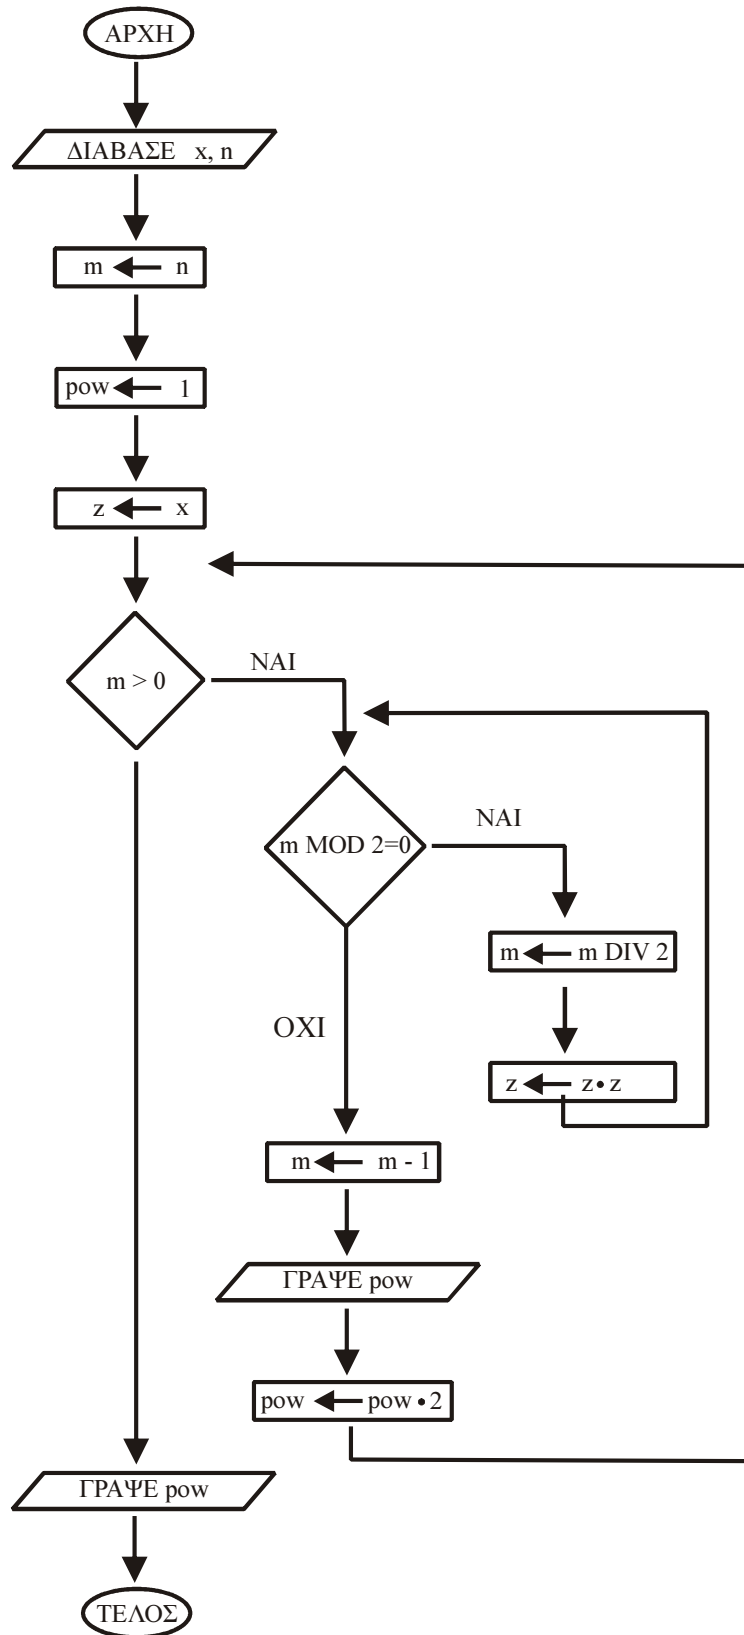 ΑΡΧΗ
ΔΙΑΒΑΣΕ x, n
m ← n
pow ← 1
z ← x
m > 0
ΝΑΙ
m MOD 2=0
ΝΑΙ
m ← m DIV 2
z ← z • z
ΟΧΙ
m ← m - 1
ΓΡΑΨΕ pow
pow ← pow • 2
ΓΡΑΨΕ pow
ΤΕΛΟΣ